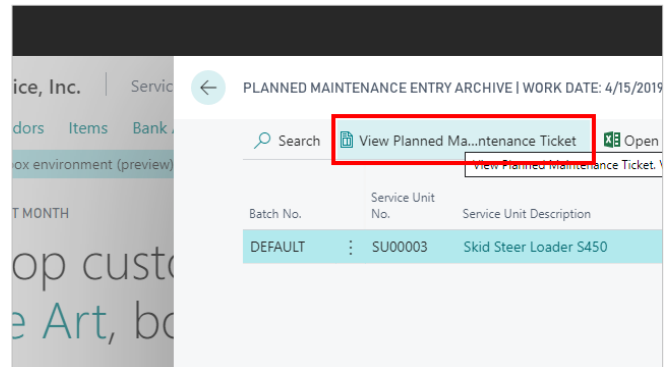 ice, Inc. Servic
PLANNED MAINTENANCE ENTRY ARCHIVE | WORK DATE: 4/15/2019
dors Items Bank
Search View Planned Ma...ntenance Ticket Open
ox environment (preview)
View Planned Maintenance Ticket.
T MONTH
Batch No. Service Unit No. Service Unit Description
DEFAULT SU00003 Skid Steer Loader S450
op custo
e Art, bo